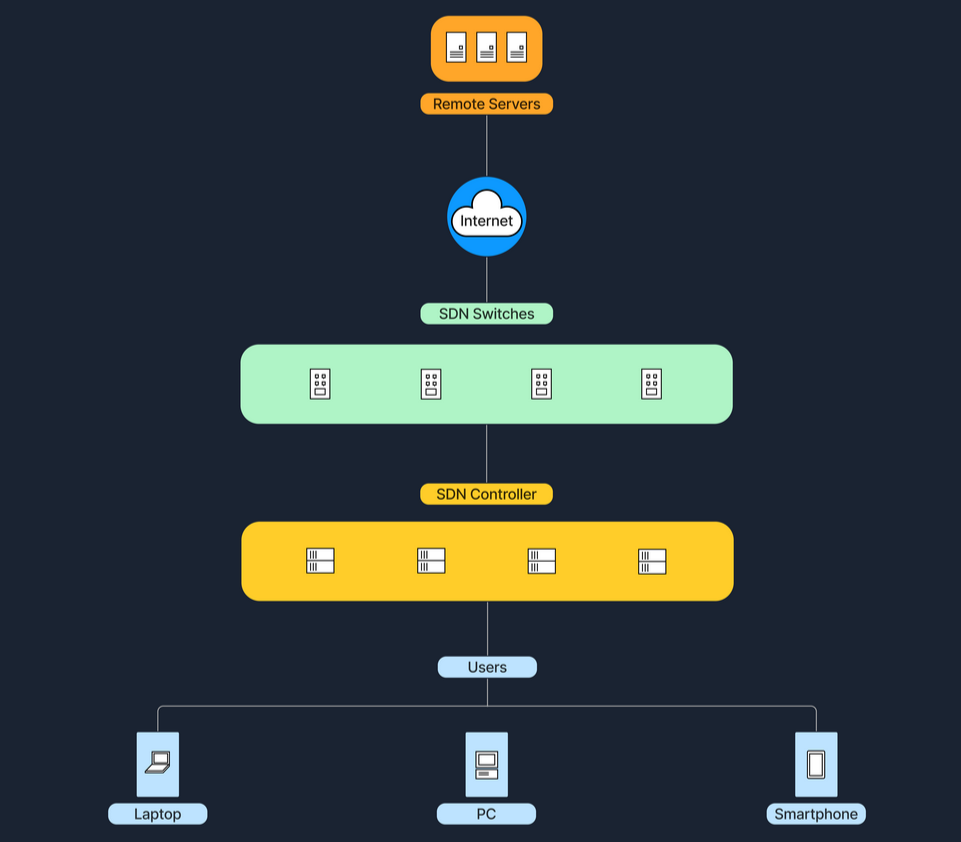 Remote Servers
Internet
SDN Switches
SDN Controller
Users
Laptop
PC
Smartphone